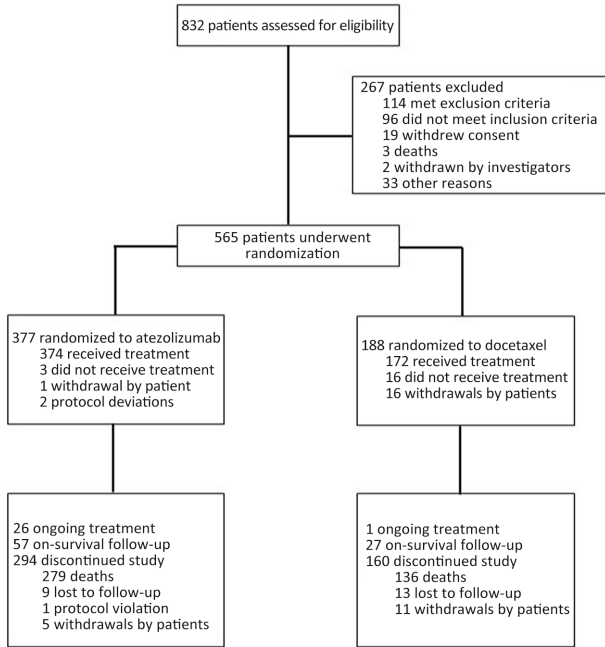 832 patients assessed for eligibility
267 patients excluded
114 met exclusion criteria
96 did not meet inclusion criteria
19 withdrew consent
3 deaths
2 withdrawn by investigators
33 other reasons
565 patients underwent
randomization
377 randomized to atezolizumab
374 received treatment
3 did not receive treatment
1 withdrawal by patient
2 protocol deviations
188 randomized to docetaxel
172 received treatment
16 did not receive treatment
16 withdrawals by patients
26 ongoing treatment
57 on-survival follow-up
294 discontinued study
279 deaths
9 lost to follow-up
1 protocol violation
5 withdrawals by patients
1 ongoing treatment
27 on-survival follow-up
160 discontinued study
136 deaths
13 lost to follow-up
11 withdrawals by patients